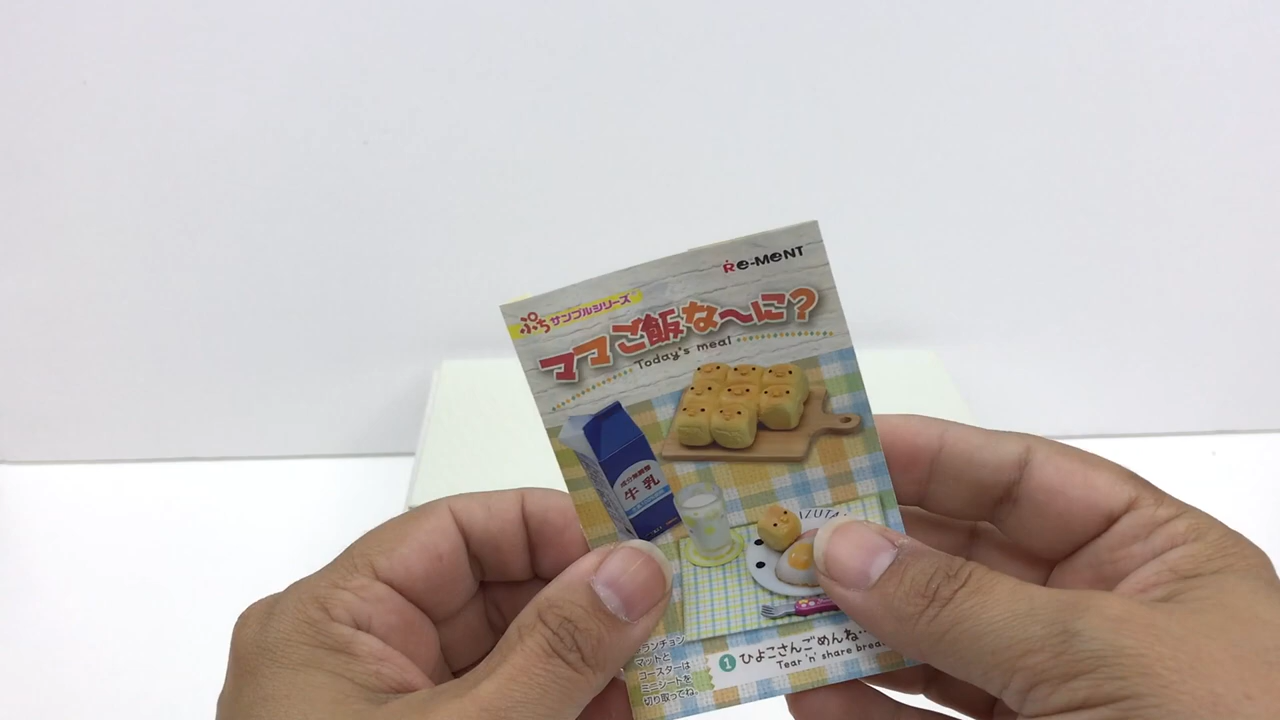 Re-MeNT
ぷちサンプルシリーズ
ママご飯な〜に?
Today's meal
成分無調整
牛乳
ランチョン
マットと
コースターは
ミニシートを
切り取ってね。
1 ひよこさんごめんね…
Tear 'n' share brea